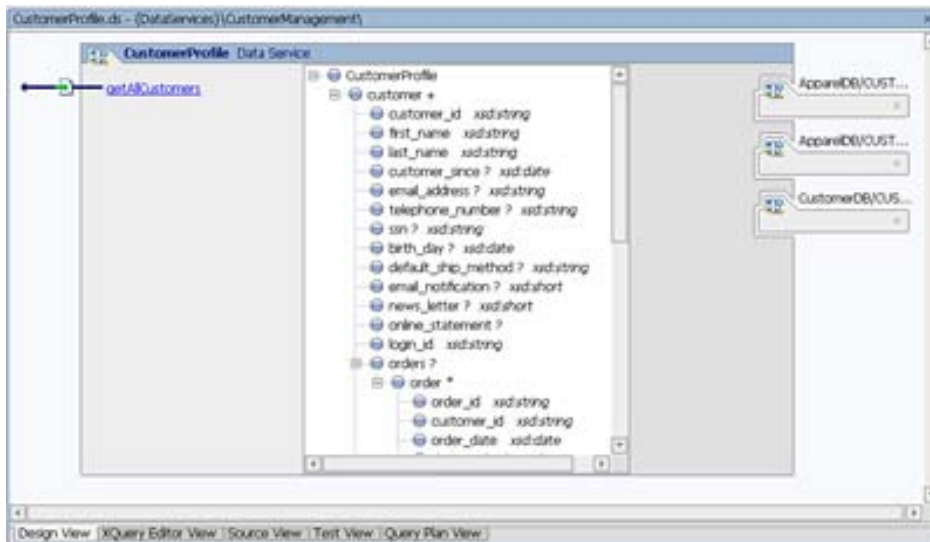 CustomerProfile.ds - {DataServices}\CustomerManagement\
CustomerProfile Data Service
getAllCustomers
CustomerProfile
customer +
customer_id xsd:string
first_name xsd:string
last_name xsd:string
customer_since ? xsd:date
email_address ? xsd:string
telephone_number ? xsd:string
ssn ? xsd:string
birth_day ? xsd:date
default_ship_method ? xsd:string
email_notification ? xsd:short
news_letter ? xsd:short
online_statement ?
login_id xsd:string
orders ?
order *
order_id xsd:string
customer_id xsd:string
order_date xsd:date
ApparelDB/CUST...
ApparelDB/CUST...
CustomerDB/CUS...
Design View XQuery Editor View Source View Test View Query Plan View